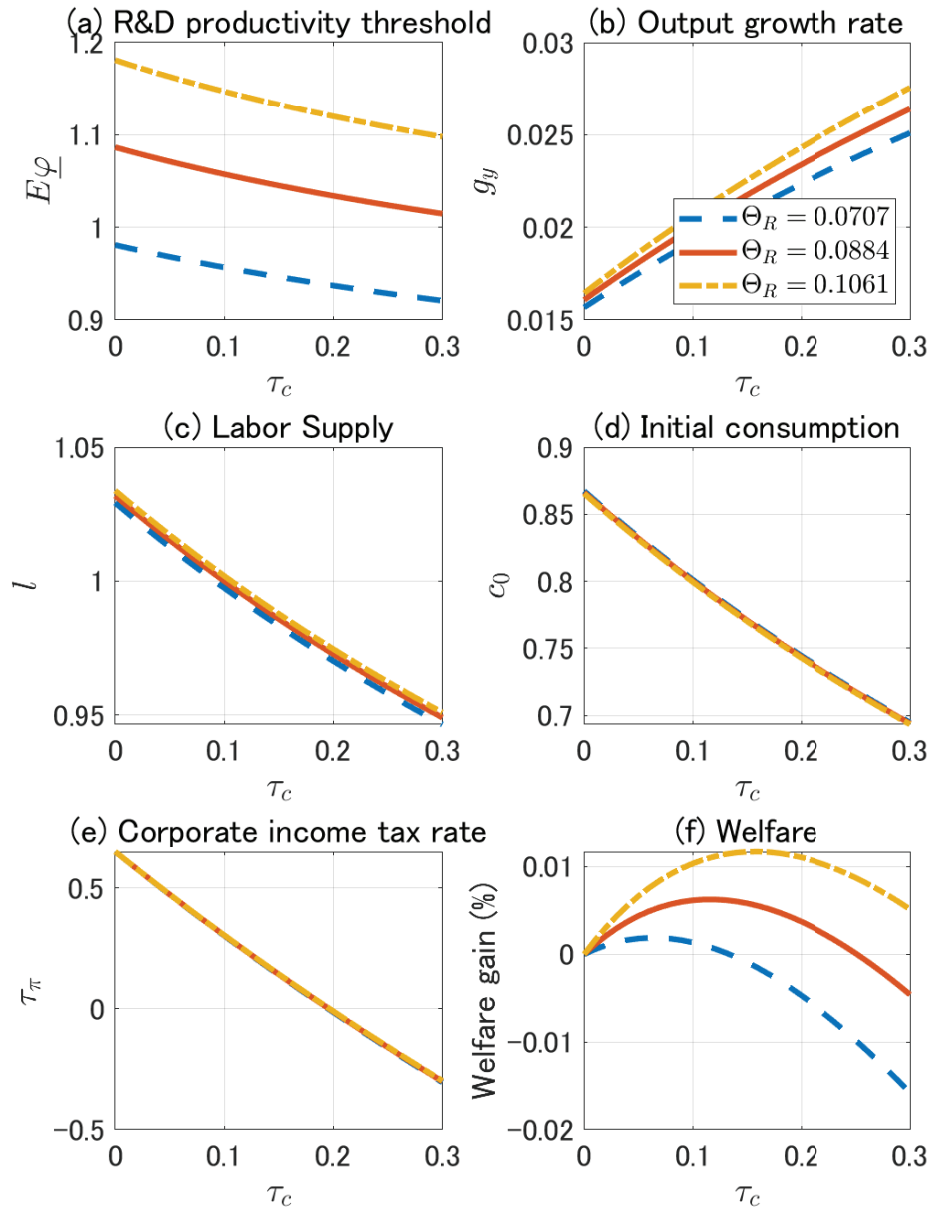 (a) R&D productivity threshold
1.2
1.1
1
0.9
Eφ
0
0.1
0.2
0.3
τc
(b) Output growth rate
0.03
0.025
0.02
0.015
gy
ΘR = 0.0707
ΘR = 0.0884
ΘR = 0.1061
0
0.1
0.2
0.3
τc
(c) Labor Supply
1.05
1
0.95
l
0
0.1
0.2
0.3
τc
(d) Initial consumption
0.9
0.85
0.8
0.75
0.7
c0
0
0.1
0.2
0.3
τc
(e) Corporate income tax rate
0.5
0
−0.5
τπ
0
0.1
0.2
0.3
τc
(f) Welfare
0.01
0
−0.01
−0.02
Welfare gain (%)
0
0.1
0.2
0.3
τc